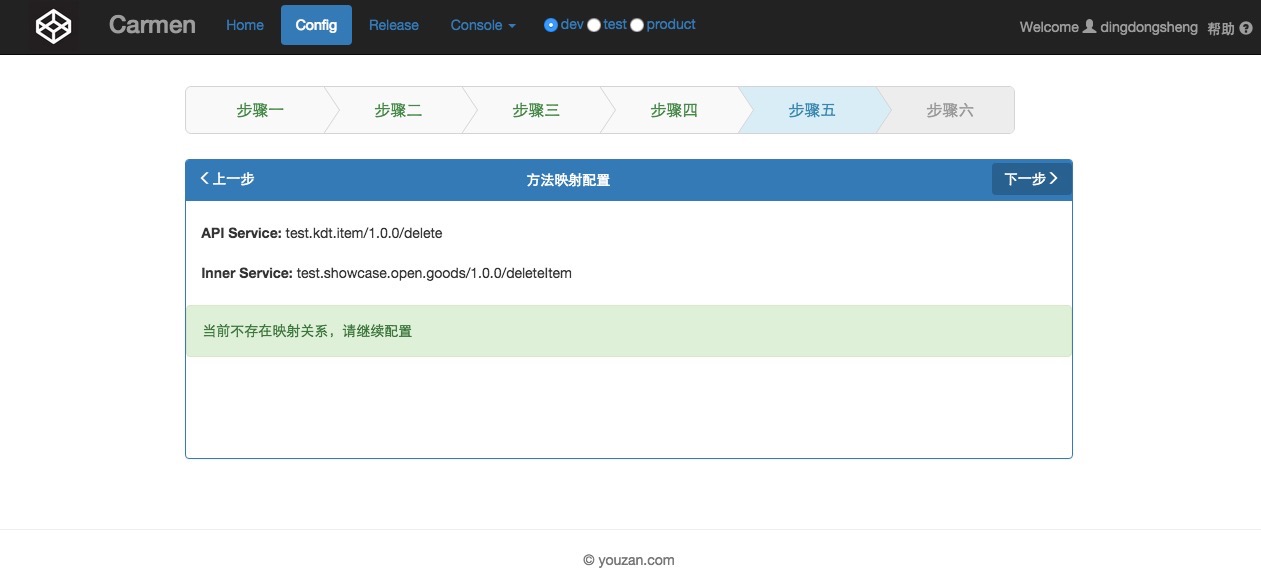 Carmen Home Config Release Console dev test product Welcome dingdongsheng 帮助
步骤一 步骤二 步骤三 步骤四 步骤五 步骤六
上一步 方法映射配置 下一步
API Service: test.kdt.item/1.0.0/delete
Inner Service: test.showcase.open.goods/1.0.0/deleteItem
当前不存在映射关系，请继续配置
© youzan.com